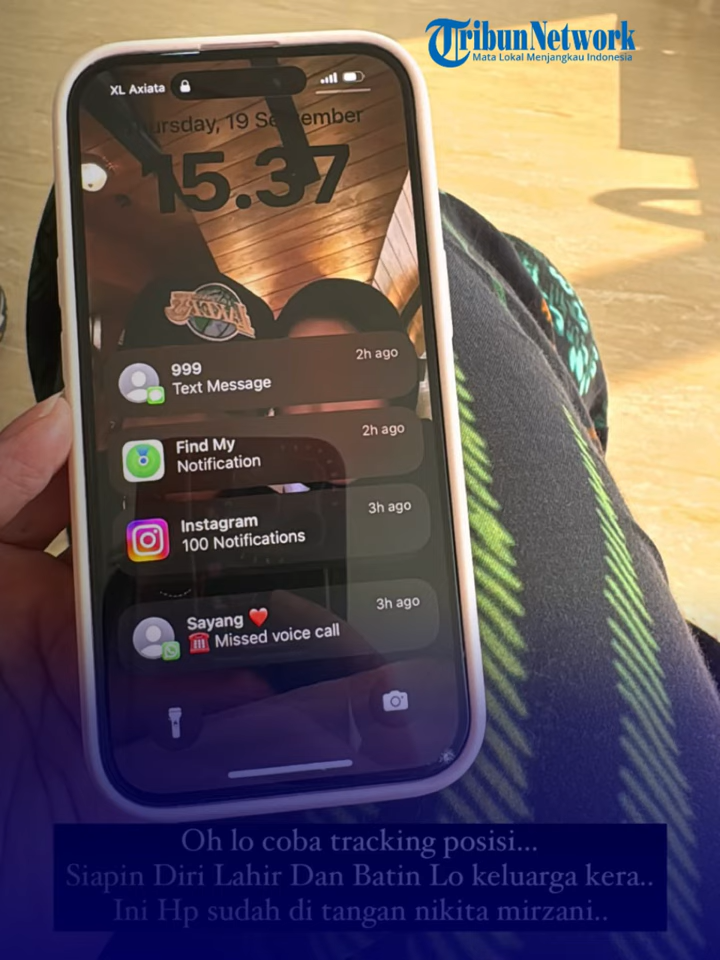 TribunNetwork
Mata Lokal Menjangkau Indonesia
XL Axiata
Thursday, 19 September
15.37
LAKERS
999
2h ago
Text Message
Find My
2h ago
Notification
Instagram
3h ago
100 Notifications
Sayang ❤️
3h ago
☎️ Missed voice call
Oh lo coba tracking posisi...
Siapin Diri Lahir Dan Batin Lo keluarga kera..
Ini Hp sudah di tangan nikita mirzani..